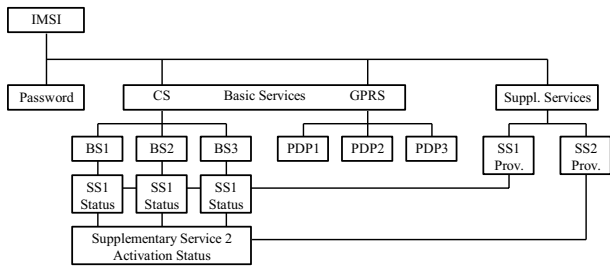 IMSI
Password
CS Basic Services GPRS
Suppl. Services
BS1 BS2 BS3 PDP1 PDP2 PDP3
SS1 Prov.
SS2 Prov.
SS1 Status
SS1 Status
SS1 Status
Supplementary Service 2
Activation Status